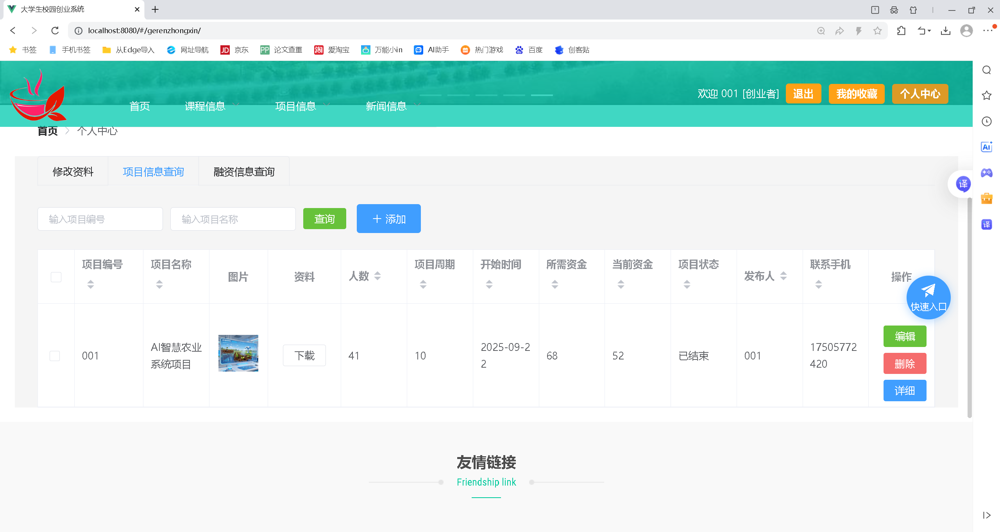 大学生校园创业系统
localhost:8080/#/gerenzhongxin/
书签 手机书签 从Edge导入 网址导航 JD 京东 PP 论文查重 淘 爱淘宝 万能小in AI助手 热门游戏 百度 创客贴
欢迎 001 [创业者] 退出 我的收藏 个人中心
首页 课程信息 项目信息 新闻信息
首页 个人中心
修改资料 项目信息查询 融资信息查询
译
输入项目编号 输入项目名称 查询 添加
译
项目编号 项目名称 图片 资料 人数 项目周期 开始时间 所需资金 当前资金 项目状态 发布人 联系手机 操作
快速入口
001 AI智慧农业 下载 41 10 2025-09-2 68 52 已结束 001 17505772 编辑
系统项目 2 420 删除
详细
友情链接
Friendship link